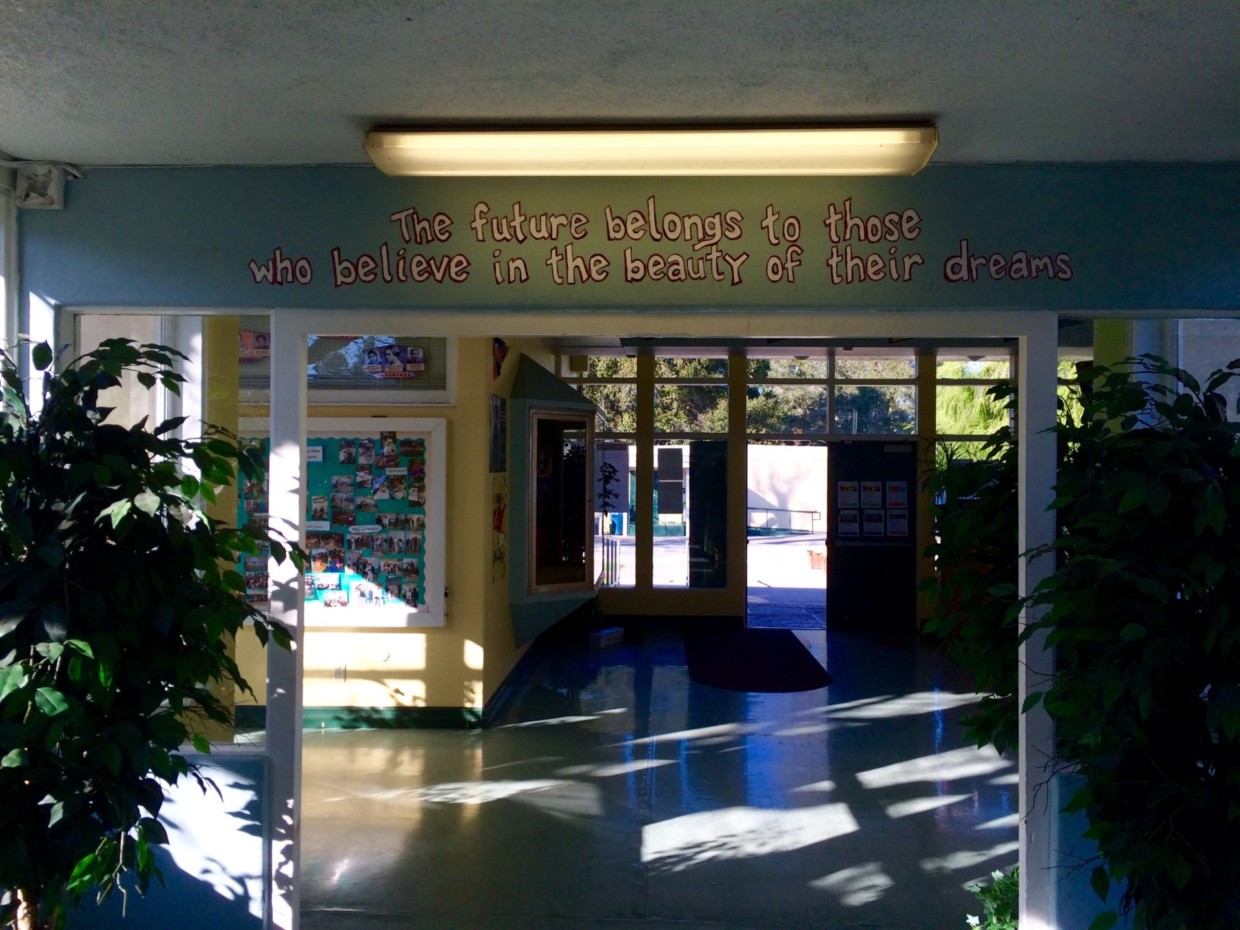 The future belongs to those
who believe in the beauty of their dreams